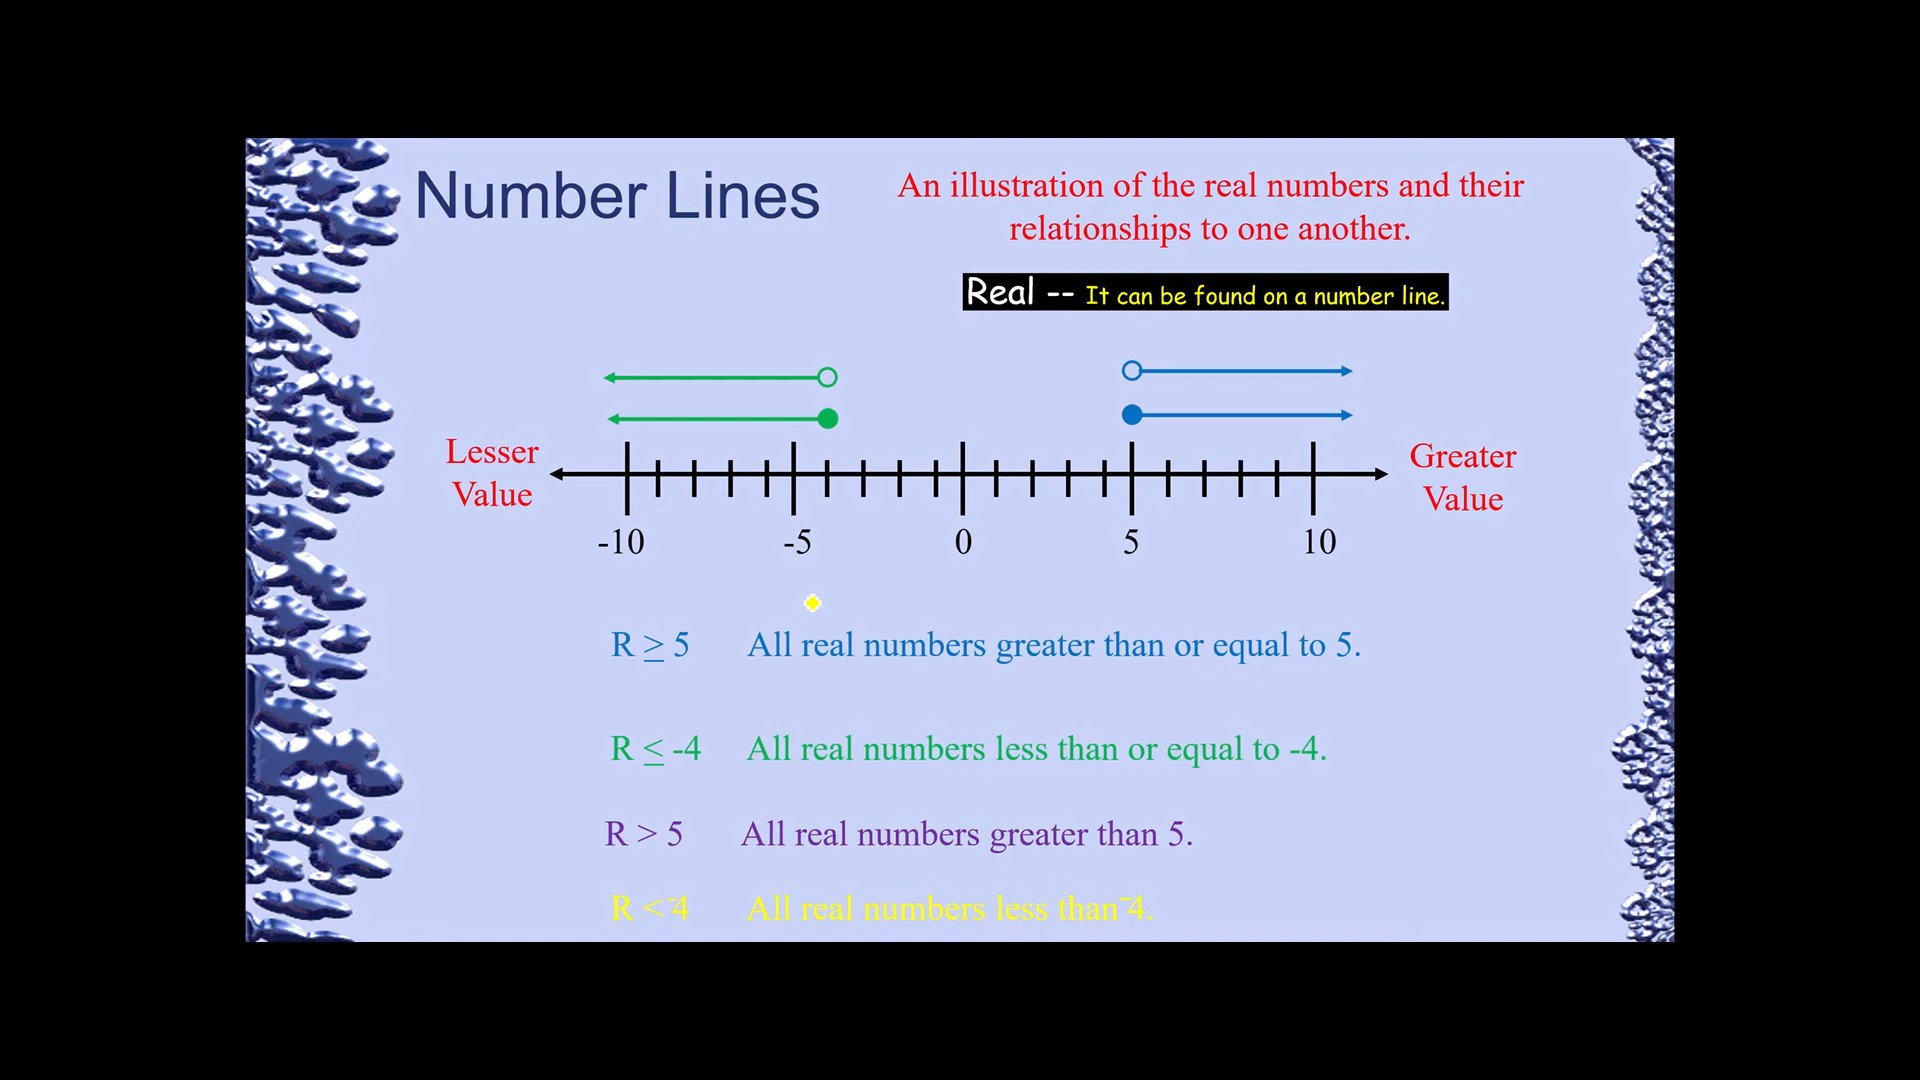 Number Lines
An illustration of the real numbers and their
relationships to one another.
Real -- It can be found on a number line.
Lesser
Value
Greater
Value
-10 -5 0 5 10
R ≥ 5 All real numbers greater than or equal to 5.
R ≤ -4 All real numbers less than or equal to -4.
R > 5 All real numbers greater than 5.
R < ⁻4 All real numbers less than ⁻4.